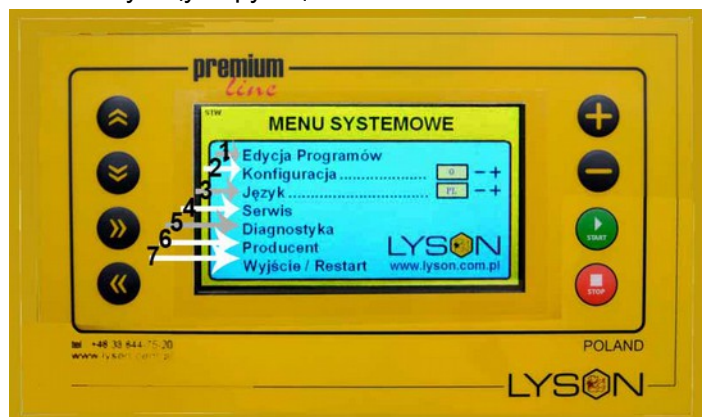 premium
line
STW
MENU SYSTEMOWE
1 Edycja Programów
2 Konfiguracja .................... 0 - +
3 Język .............................. PL - +
4 Serwis
5 Diagnostyka
6 Producent
7 Wyjście / Restart
LYSON
www.lyson.com.pl
START
STOP
POLAND
LYSON